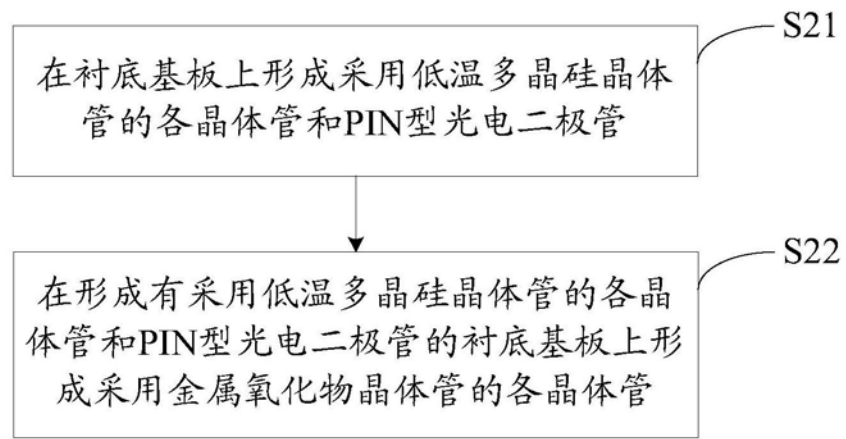 S21
在衬底基板上形成采用低温多晶硅晶体
管的各晶体管和PIN型光电二极管
S22
在形成有采用低温多晶硅晶体管的各晶
体管和PIN型光电二极管的衬底基板上形
成采用金属氧化物晶体管的各晶体管